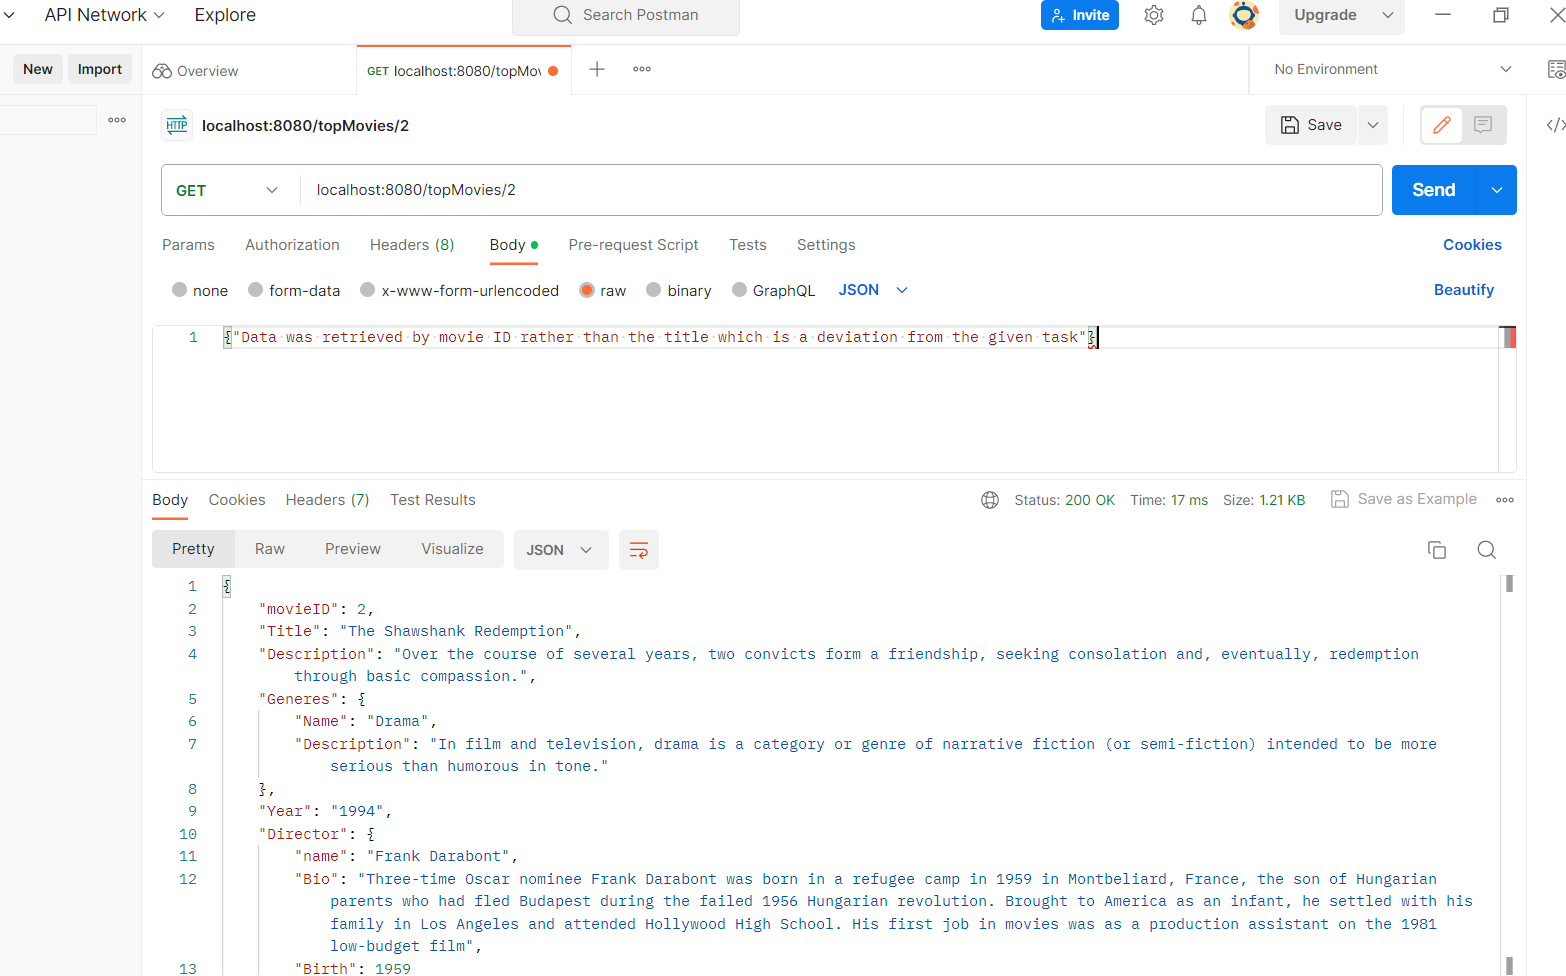 API Network
Explore
Search Postman
Invite
Upgrade
New
Import
Overview
GET localhost:8080/topMov
No Environment
HTTP
localhost:8080/topMovies/2
Save
GET
localhost:8080/topMovies/2
Send
Params
Authorization
Headers (8)
Body
Pre-request Script
Tests
Settings
Cookies
none
form-data
x-www-form-urlencoded
raw
binary
GraphQL
JSON
Beautify
1 {"Data was retrieved by movie ID rather than the title which is a deviation from the given task"}
Body
Cookies
Headers (7)
Test Results
Status: 200 OK
Time: 17 ms
Size: 1.21 KB
Save as Example
Pretty
Raw
Preview
Visualize
JSON
1 {
2 "movieID": 2,
3 "Title": "The Shawshank Redemption",
4 "Description": "Over the course of several years, two convicts form a friendship, seeking consolation and, eventually, redemption
through basic compassion.",
5 "Generes": {
6 "Name": "Drama",
7 "Description": "In film and television, drama is a category or genre of narrative fiction (or semi-fiction) intended to be more
serious than humorous in tone."
8 },
9 "Year": "1994",
10 "Director": {
11 "name": "Frank Darabont",
12 "Bio": "Three-time Oscar nominee Frank Darabont was born in a refugee camp in 1959 in Montbeliard, France, the son of Hungarian
parents who had fled Budapest during the failed 1956 Hungarian revolution. Brought to America as an infant, he settled with his
family in Los Angeles and attended Hollywood High School. His first job in movies was as a production assistant on the 1981
low-budget film",
13 "Birth": 1959